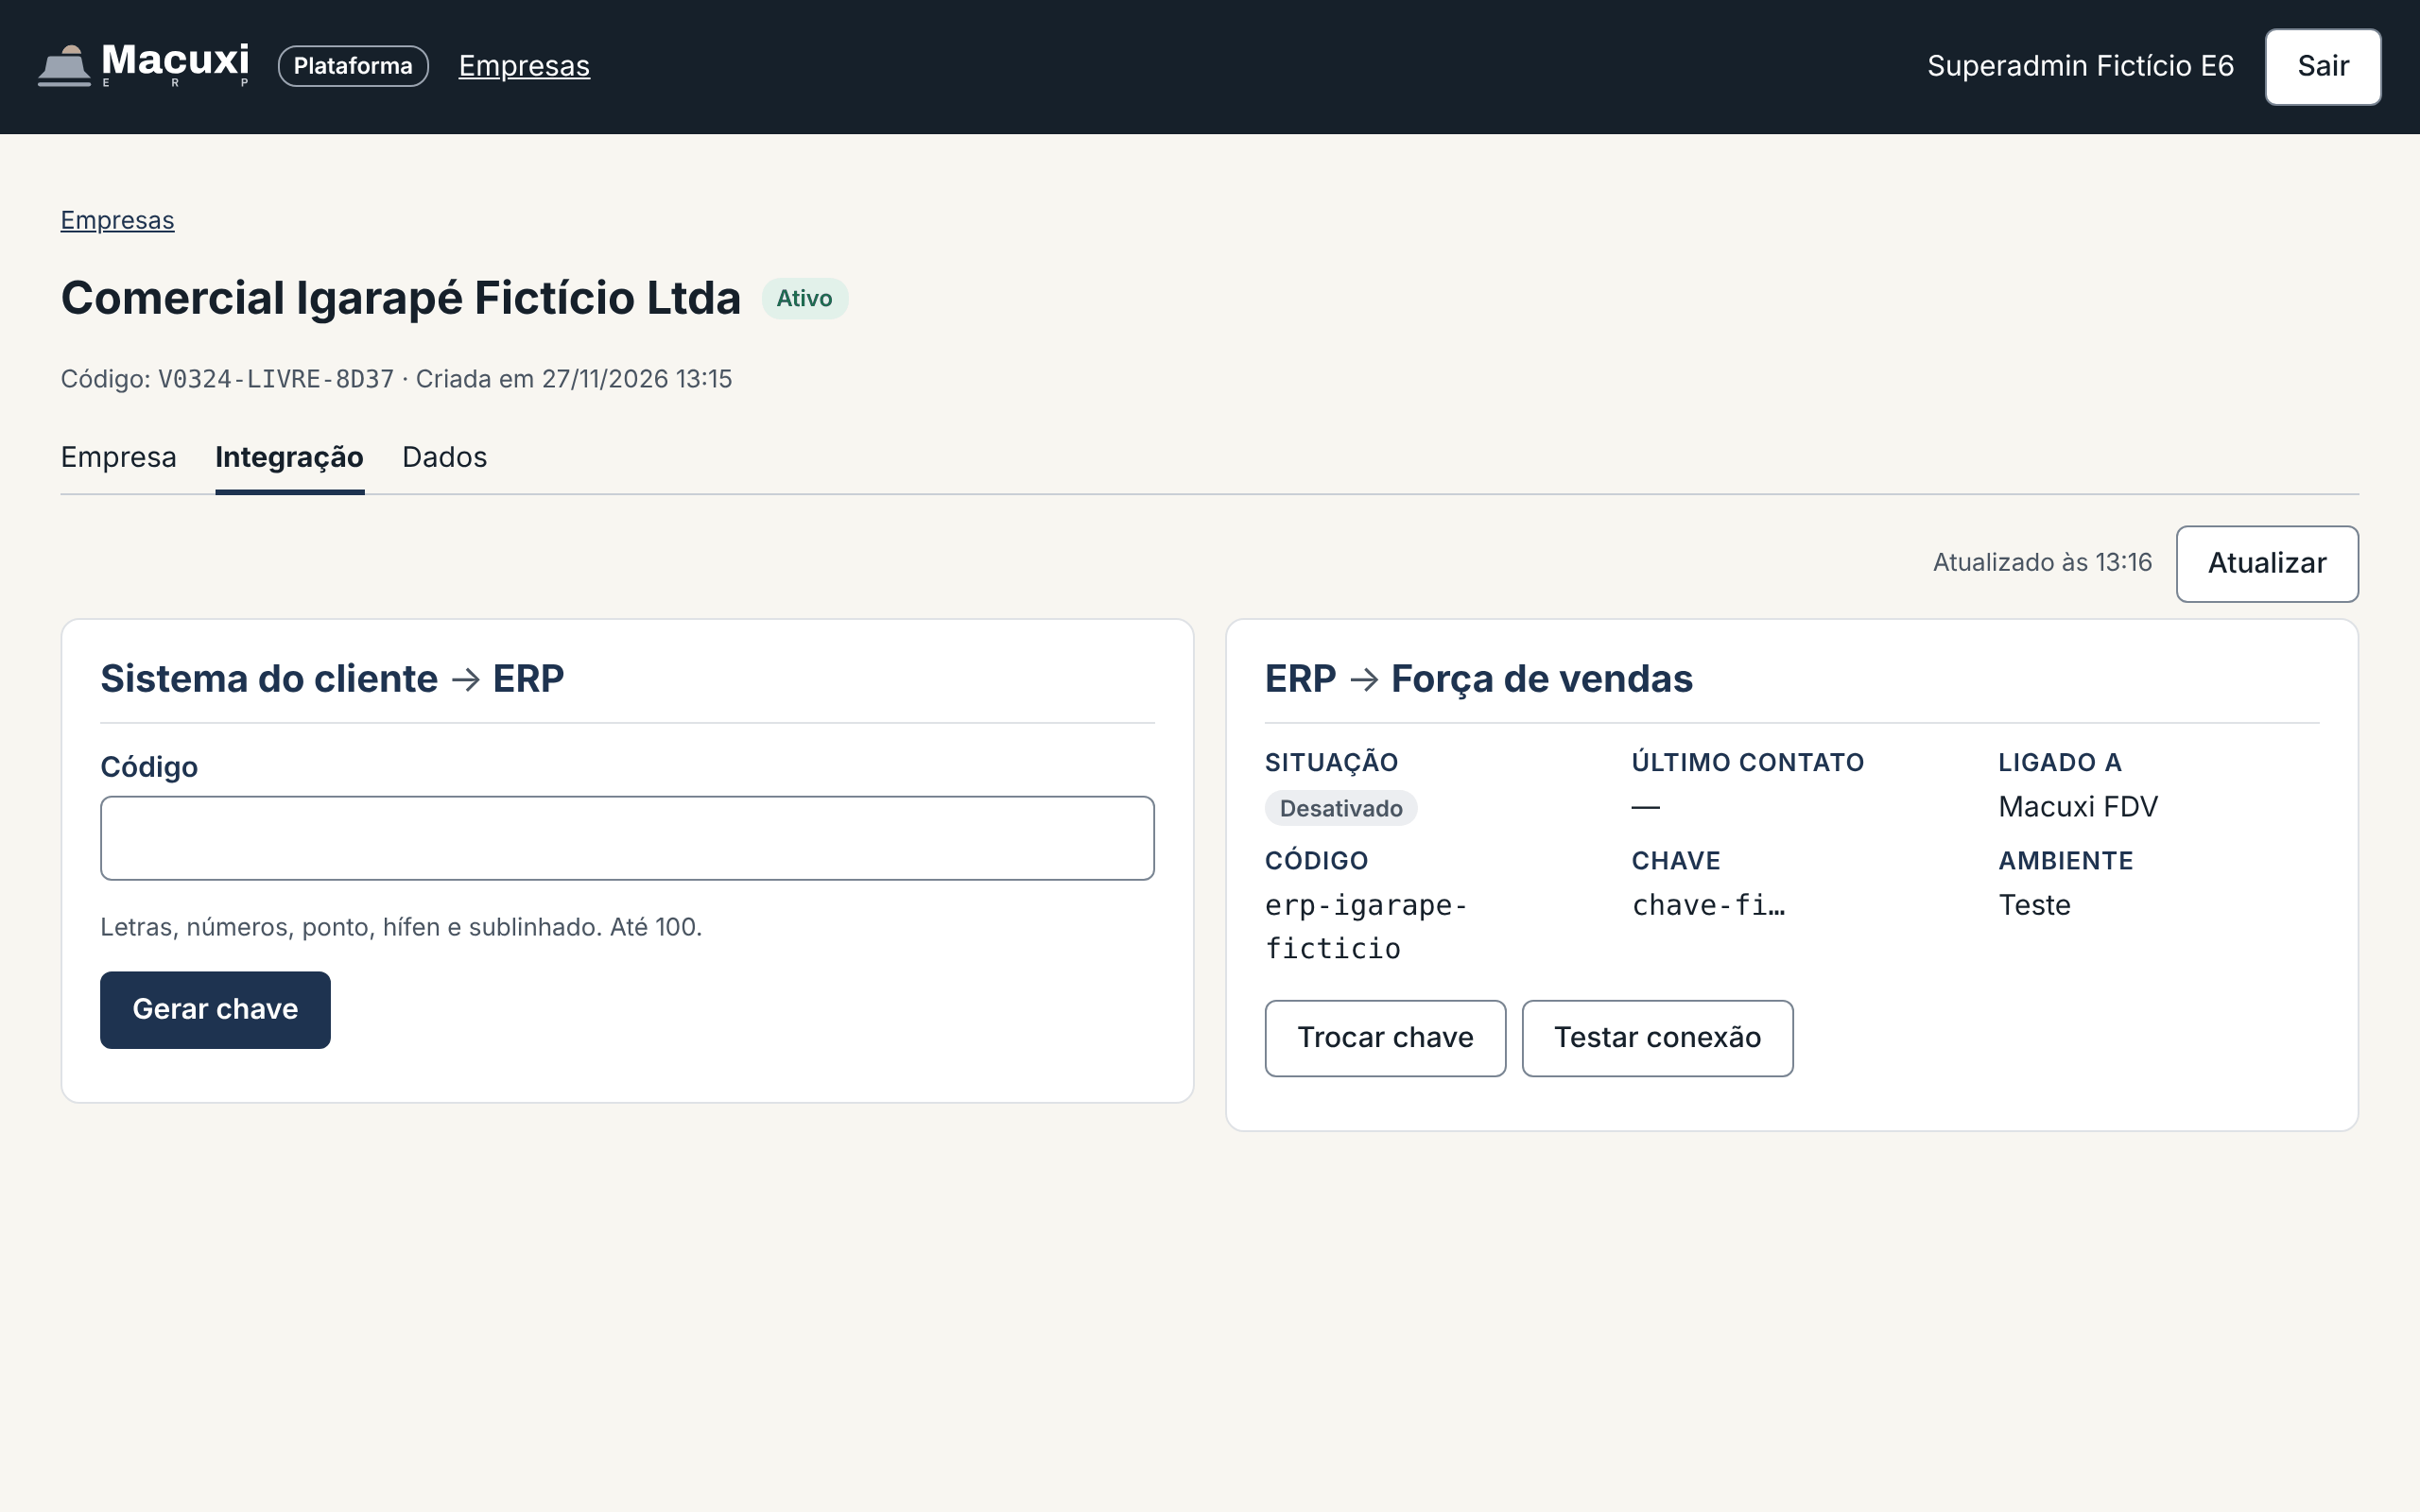 Macuxi
E R P
Plataforma
Empresas
Superadmin Fictício E6
Sair
Empresas
Comercial Igarapé Fictício Ltda
Ativo
Código: V0324-LIVRE-8D37 · Criada em 27/11/2026 13:15
Empresa
Integração
Dados
Atualizado às 13:16
Atualizar
Sistema do cliente → ERP
Código
Letras, números, ponto, hífen e sublinhado. Até 100.
Gerar chave
ERP → Força de vendas
SITUAÇÃO
Desativado
ÚLTIMO CONTATO
—
LIGADO A
Macuxi FDV
CÓDIGO
erp-igarape-
ficticio
CHAVE
chave-fi…
AMBIENTE
Teste
Trocar chave
Testar conexão